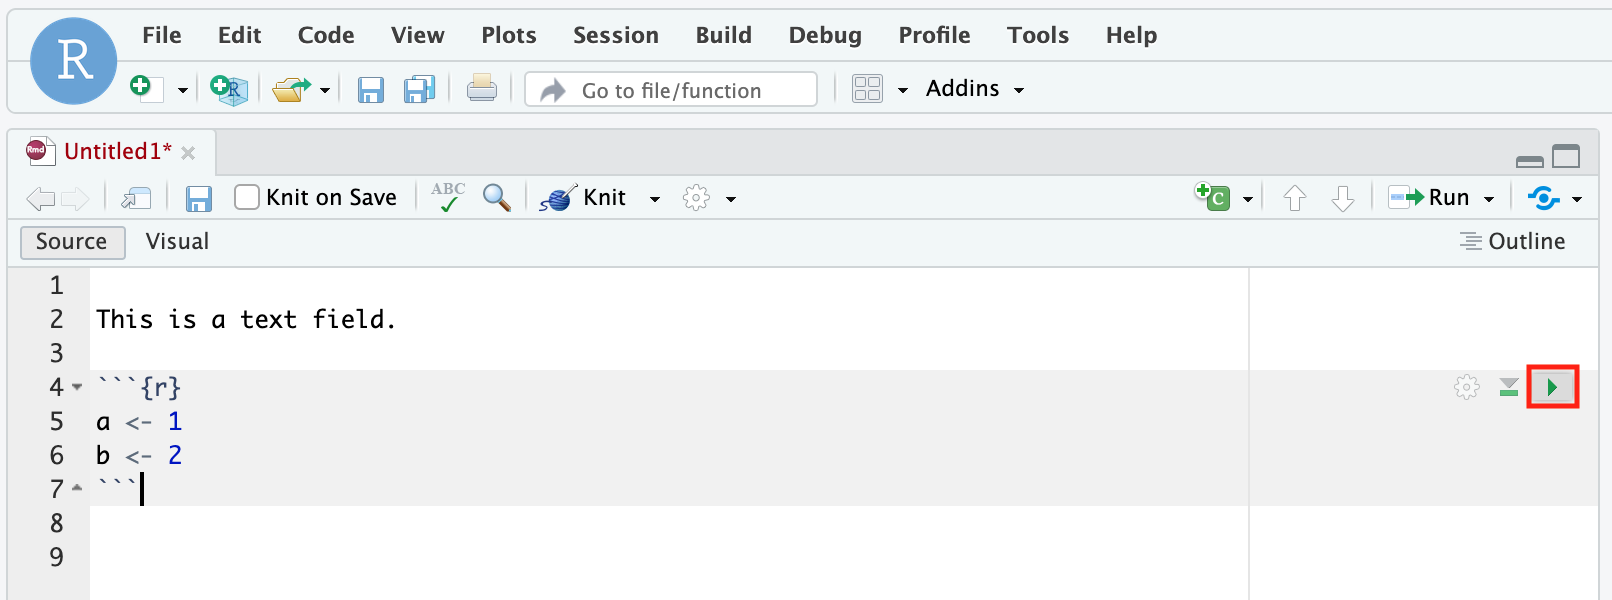 R File Edit Code View Plots Session Build Debug Profile Tools Help
R Go to file/function Addins
Rmd Untitled1*
Knit on Save ABC Knit C Run
Source Visual Outline
1
2 This is a text field.
3
4 ```{r}
5 a <- 1
6 b <- 2
7 ```
8
9